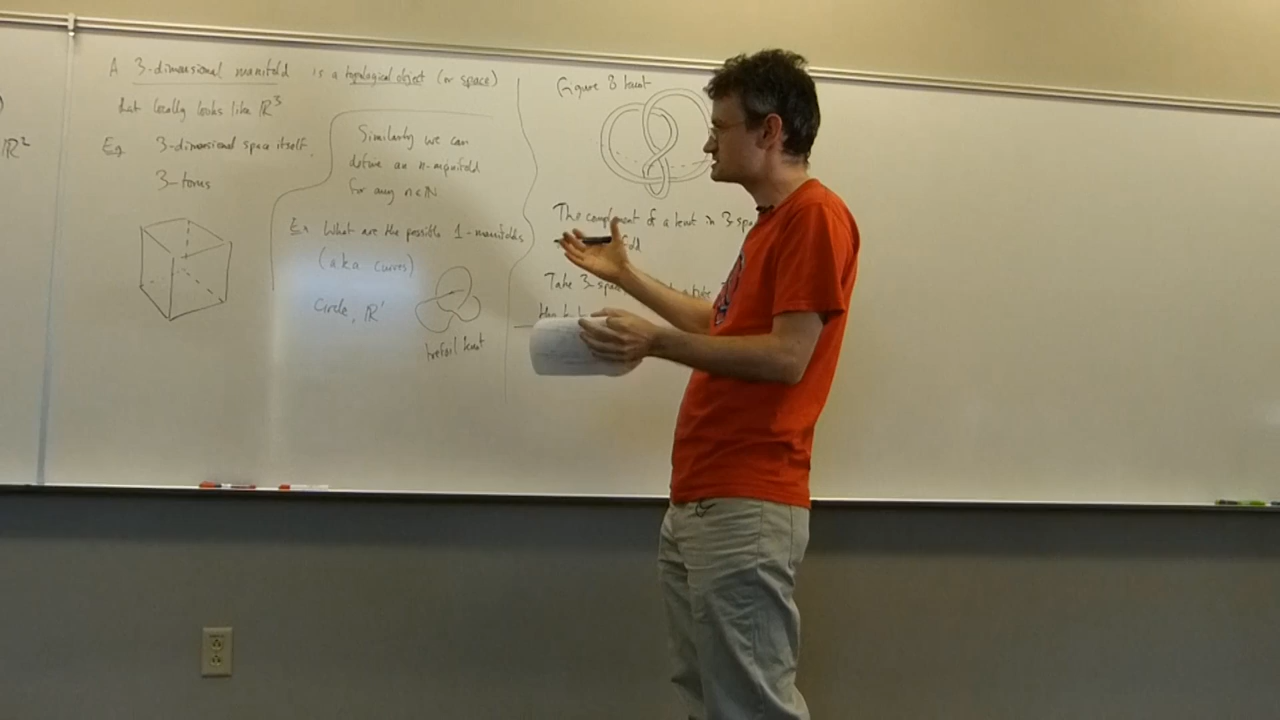 A 3-dimensional manifold is a topological object (or space)
that locally looks like ℝ³
ℝ²
Eg 3-dimensional space itself.
3-torus
Similarly we can
define an n-manifold
for any n∈ℕ
Ex What are the possible 1-manifolds
(a.k.a curves)
Circle, ℝ¹
trefoil knot
Figure 8 knot
The complement of a knot in 3-spa
Take 3-sp